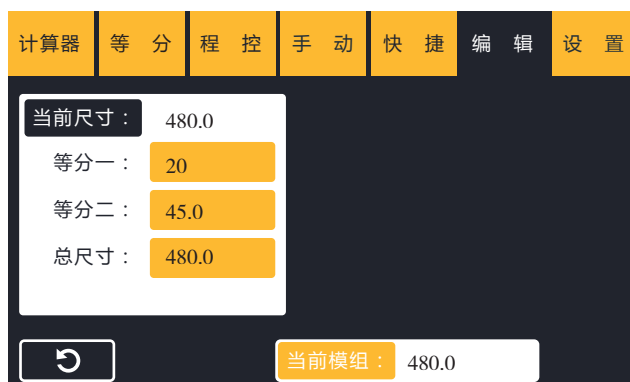 计算器 等 分 程 控 手 动 快 捷 编 辑 设 置
当前尺寸： 480.0
等分一： 20
等分二： 45.0
总尺寸： 480.0
当前模组： 480.0